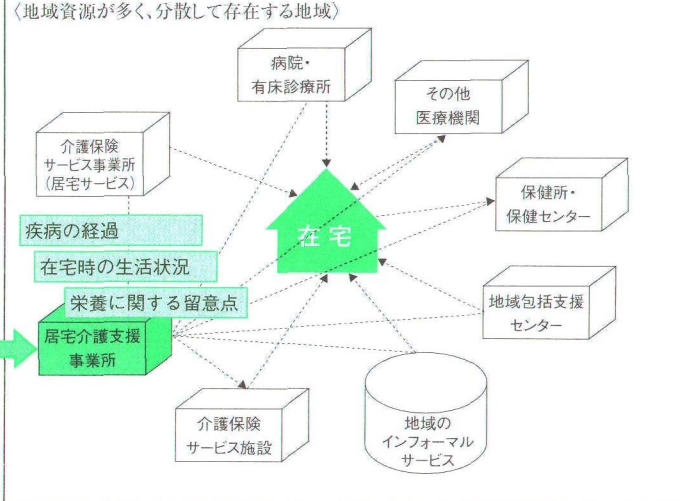 〈地域資源が多く、分散して存在する地域〉
病院・
有床診療所
その他
医療機関
介護保険
サービス事業所
(居宅サービス)
保健所・
保健センター
疾病の経過
在宅
在宅時の生活状況
栄養に関する留意点
地域包括支援
センター
居宅介護支援
事業所
介護保険
サービス施設
地域の
インフォーマル
サービス